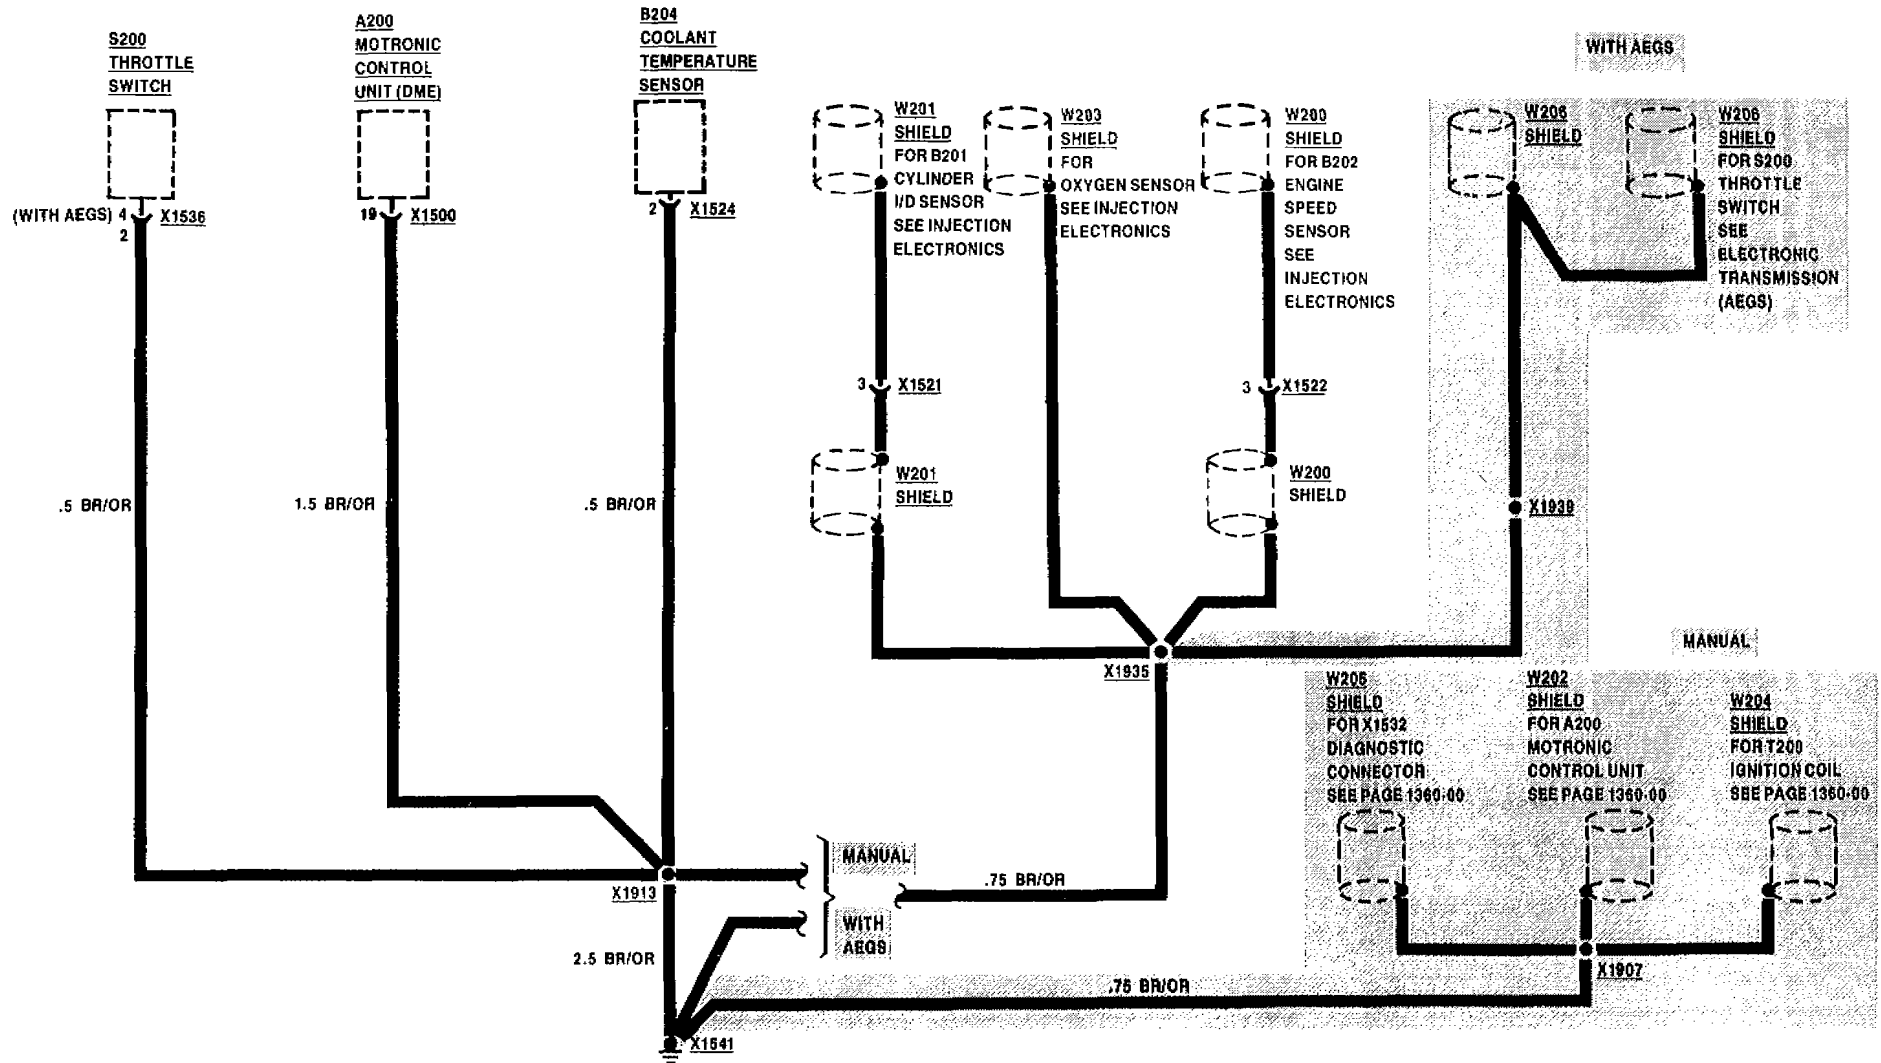 S200
THROTTLE
SWITCH
A200
MOTRONIC
CONTROL
UNIT (DME)
B204
COOLANT
TEMPERATURE
SENSOR
WITH AEGS
W201
SHIELD
FOR B201
CYLINDER
I/D SENSOR
SEE INJECTION
ELECTRONICS
W203
SHIELD
FOR
OXYGEN SENSOR
SEE INJECTION
ELECTRONICS
W200
SHIELD
FOR B202
ENGINE
SPEED
SENSOR
SEE
INJECTION
ELECTRONICS
W206
SHIELD
W206
SHIELD
FOR S200
THROTTLE
SWITCH
SEE
ELECTRONIC
TRANSMISSION
(AEGS)
(WITH AEGS) 4 X1536
2
19 X1500
2 X1524
3 X1521
3 X1522
W201
SHIELD
W200
SHIELD
.5 BR/OR
1.5 BR/OR
.5 BR/OR
X1939
X1935
MANUAL
W205
SHIELD
FOR X1532
DIAGNOSTIC
CONNECTOR
SEE PAGE 1360-00
W202
SHIELD
FOR A200
MOTRONIC
CONTROL UNIT
SEE PAGE 1360-00
W204
SHIELD
FOR T200
IGNITION COIL
SEE PAGE 1360-00
X1913
MANUAL
.75 BR/OR
WITH
AEGS
2.5 BR/OR
X1907
.75 BR/OR
X1541